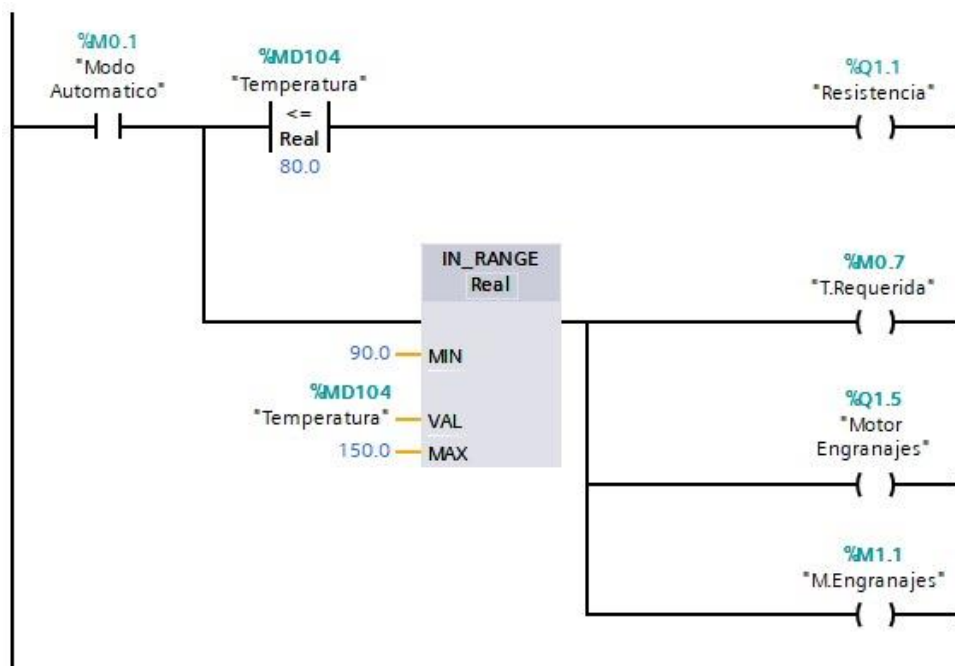 %M0.1
"Modo
Automatico"
%MD104
"Temperatura"
<=
Real
80.0
%Q1.1
"Resistencia"
IN_RANGE
Real
90.0
MIN
%MD104
"Temperatura"
VAL
150.0
MAX
%M0.7
"T.Requerida"
%Q1.5
"Motor
Engranajes"
%M1.1
"M.Engranajes"